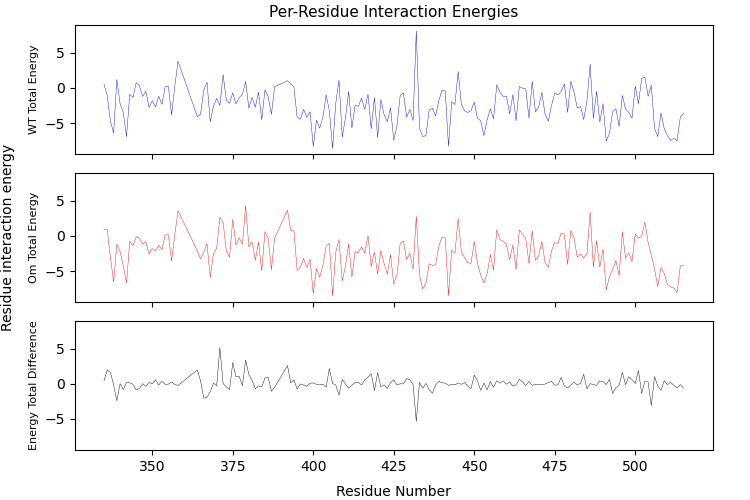 Per-Residue Interaction Energies
Residue interaction energy
WT Total Energy
5
0
−5
Om Total Energy
5
0
−5
Energy Total Difference
5
0
−5
350 375 400 425 450 475 500
Residue Number